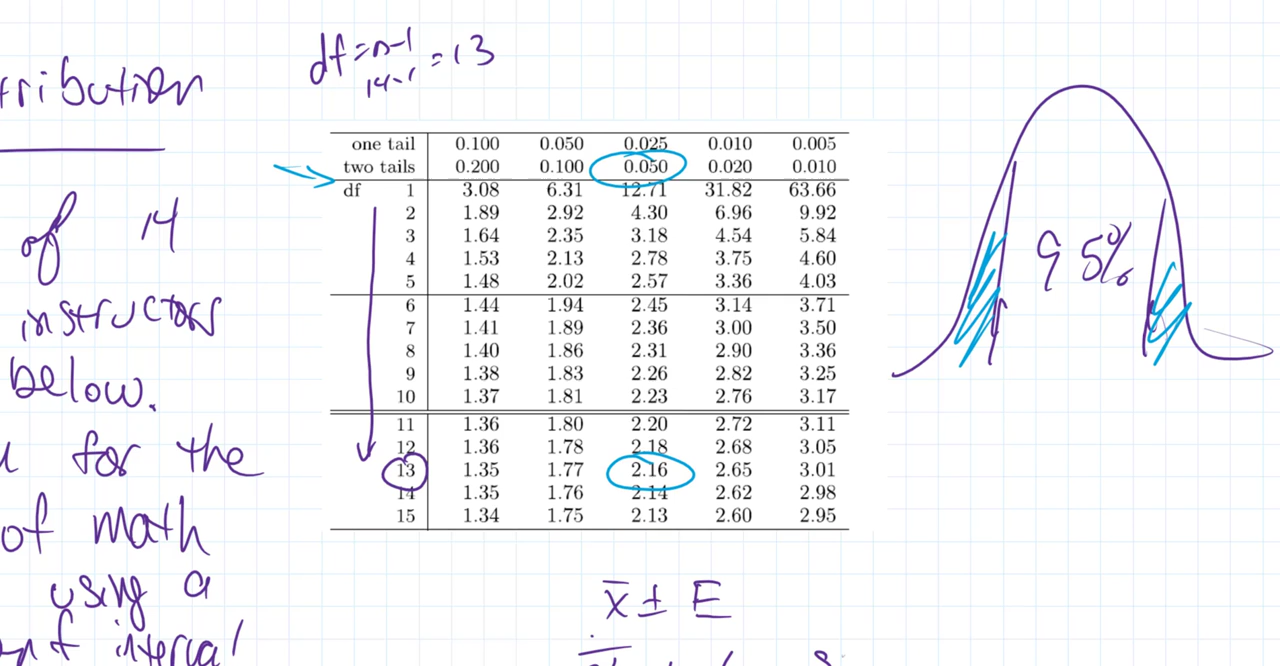 df = n-1
14-1 = 13
tribution
of 14
instructors
below.
for the
of math
using a
interval
one tail 0.100 0.050 0.025 0.010 0.005
two tails 0.200 0.100 0.050 0.020 0.010
df 1 3.08 6.31 12.71 31.82 63.66
2 1.89 2.92 4.30 6.96 9.92
3 1.64 2.35 3.18 4.54 5.84
4 1.53 2.13 2.78 3.75 4.60
5 1.48 2.02 2.57 3.36 4.03
6 1.44 1.94 2.45 3.14 3.71
7 1.41 1.89 2.36 3.00 3.50
8 1.40 1.86 2.31 2.90 3.36
9 1.38 1.83 2.26 2.82 3.25
10 1.37 1.81 2.23 2.76 3.17
11 1.36 1.80 2.20 2.72 3.11
12 1.36 1.78 2.18 2.68 3.05
13 1.35 1.77 2.16 2.65 3.01
14 1.35 1.76 2.14 2.62 2.98
15 1.34 1.75 2.13 2.60 2.95
95%
x̄ ± E